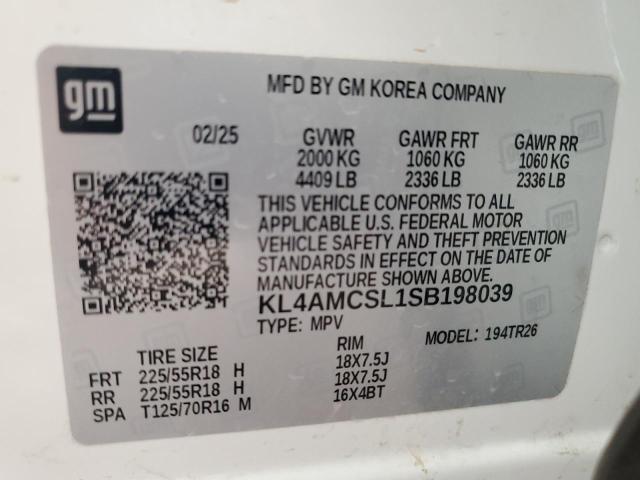 gm
MFD BY GM KOREA COMPANY
02/25 GVWR GAWR FRT GAWR RR
2000 KG 1060 KG 1060 KG
4409 LB 2336 LB 2336 LB
THIS VEHICLE CONFORMS TO ALL
APPLICABLE U.S. FEDERAL MOTOR
VEHICLE SAFETY AND THEFT PREVENTION
STANDARDS IN EFFECT ON THE DATE OF
MANUFACTURE SHOWN ABOVE.
KL4AMCSL1SB198039
TYPE: MPV MODEL: 194TR26
TIRE SIZE RIM
FRT 225/55R18 H 18X7.5J
RR 225/55R18 H 18X7.5J
SPA T125/70R16 M 16X4BT